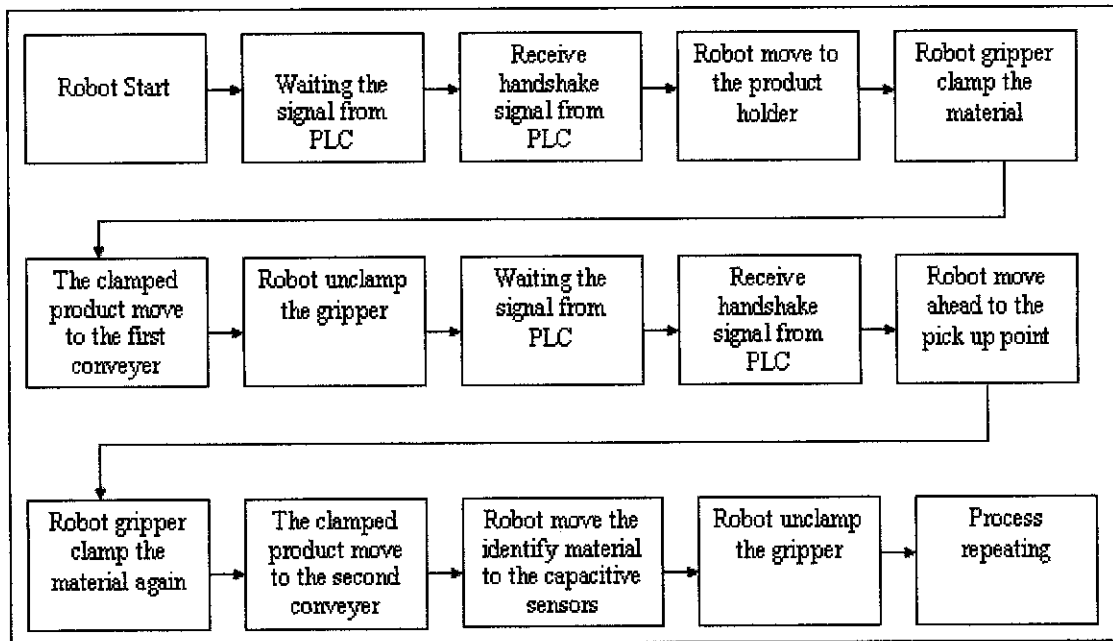 Robot Start
Waiting the
signal from
PLC
Receive
handshake
signal from
PLC
Robot move to
the product
holder
Robot gripper
clamp the
material
The clamped
product move
to the first
conveyer
Robot unclamp
the gripper
Waiting the
signal from
PLC
Receive
handshake
signal from
PLC
Robot move
ahead to the
pick up point
Robot gripper
clamp the
material again
The clamped
product move
to the second
conveyer
Robot move the
identify material
to the capacitive
sensors
Robot unclamp
the gripper
Process
repeating